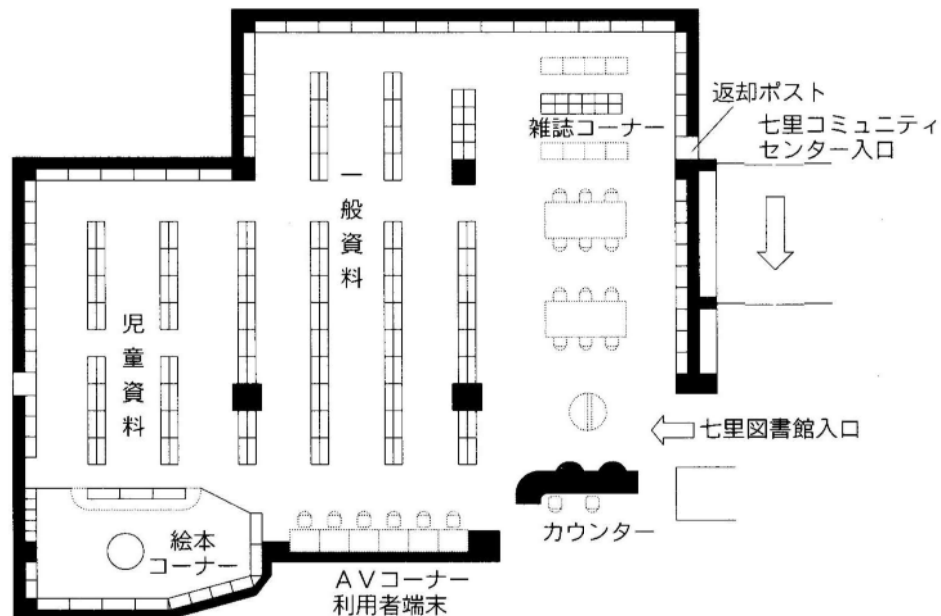 返却ポスト
七里コミュニティ
センター入口
雑誌コーナー
一般資料
児童資料
七里図書館入口
カウンター
絵本
コーナー
AVコーナー
利用者端末